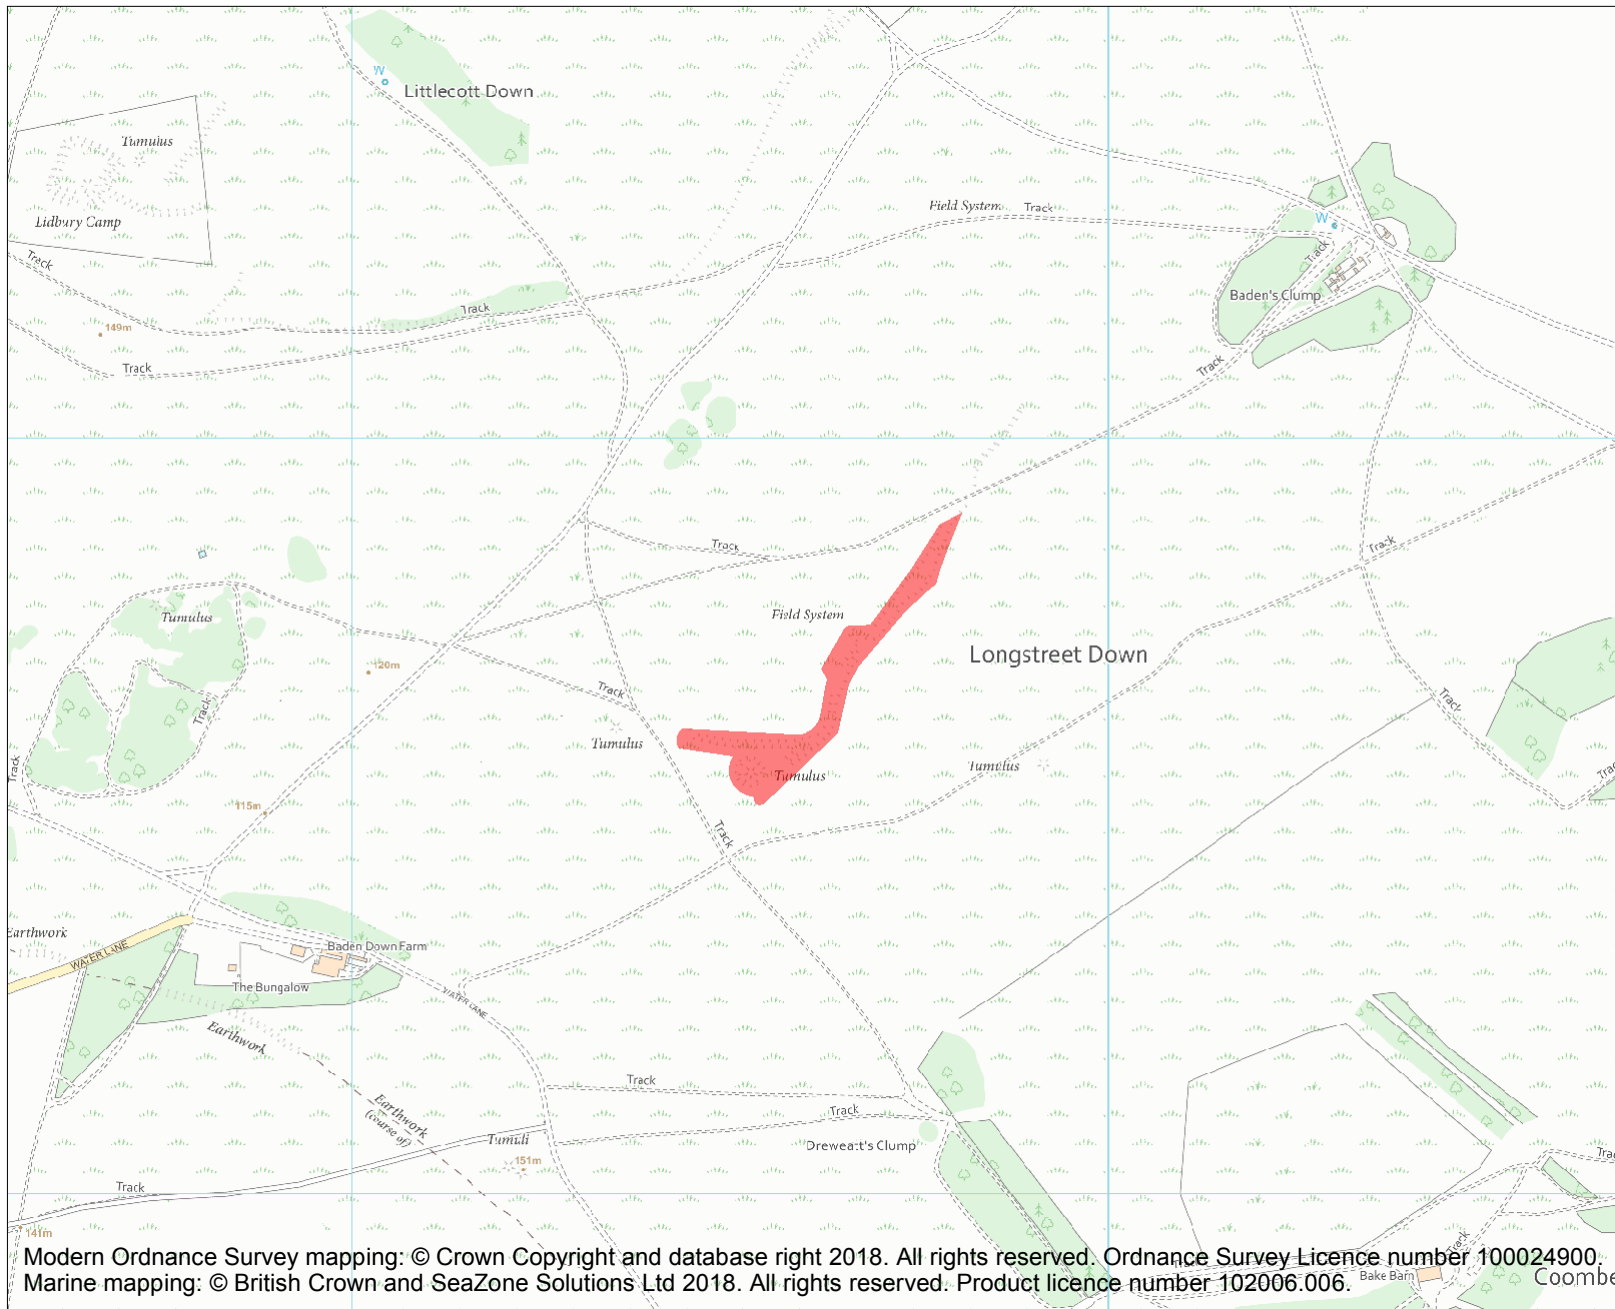 W
Littlecott Down
Tumulus
Lidbury Camp
Field System
Track
W
Track
Track
Baden's Clump
Track
149m
Track
Track
Track
Track
Field System
Tumulus
Longstreet Down
120m
Track
Track
Track
Tumulus
Tumulus
Tumulus
Track
115m
Track
Earthwork
WATER LANE
Baden Down Farm
The Bungalow
WATER LANE
Earthwork
Track
Earthwork
(course of)
Track
Tumuli
Dreweatt's Clump
151m
Track
141m
Track
Modern Ordnance Survey mapping: © Crown Copyright and database right 2018. All rights reserved. Ordnance Survey Licence number 100024900.
Marine mapping: © British Crown and SeaZone Solutions Ltd 2018. All rights reserved. Product licence number 102006.006.
Bake Barn
Coombe